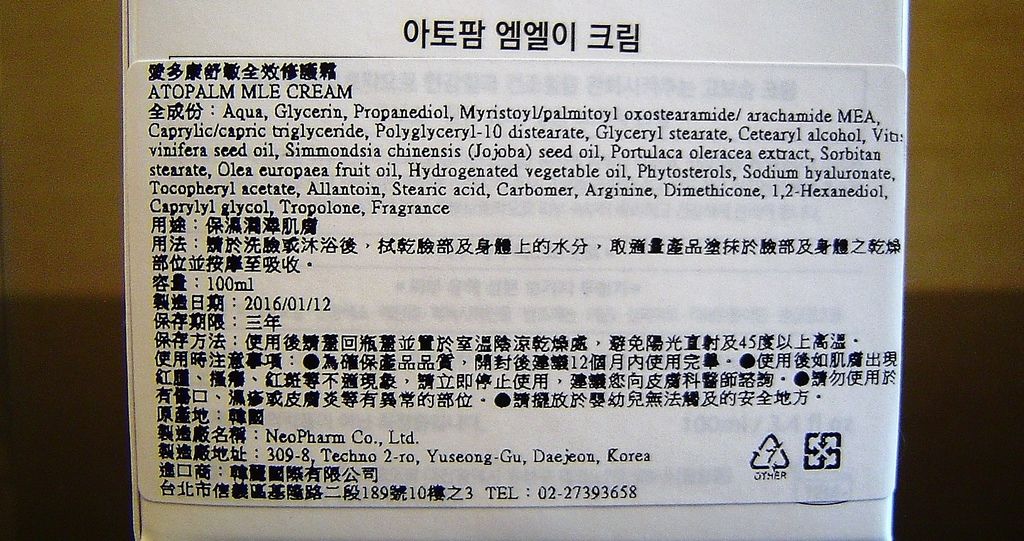 아토팜 엠엘이 크림
愛多康舒敏全效修護霜
ATOPALM MLE CREAM
全成份：Aqua, Glycerin, Propanediol, Myristoyl/palmitoyl oxostearamide/ arachamide MEA,
Caprylic/capric triglyceride, Polyglyceryl-10 distearate, Glyceryl stearate, Cetearyl alcohol, Vitis
vinifera seed oil, Simmondsia chinensis (Jojoba) seed oil, Portulaca oleracea extract, Sorbitan
stearate, Olea europaea fruit oil, Hydrogenated vegetable oil, Phytosterols, Sodium hyaluronate,
Tocopheryl acetate, Allantoin, Stearic acid, Carbomer, Arginine, Dimethicone, 1,2-Hexanediol,
Caprylyl glycol, Tropolone, Fragrance
用途：保濕潤澤肌膚
用法：請於洗臉或沐浴後，拭乾臉部及身體上的水分，取適量產品塗抹於臉部及身體之乾燥
部位並按摩至吸收。
容量：100ml
製造日期：2016/01/12
保存期限：三年
保存方法：使用後請蓋回瓶蓋並置於室溫陰涼乾燥處，避免陽光直射及45度以上高溫。
使用時注意事項：●為確保產品品質，開封後建議12個月內使用完畢。●使用後如肌膚出現
紅腫、搔癢、紅斑等不適現象，請立即停止使用，建議您向皮膚科醫師諮詢。●請勿使用於
有傷口、濕疹或皮膚炎等有異常的部位。●請擺放於嬰幼兒無法觸及的安全地方。
原產地：韓國
製造廠名稱：NeoPharm Co., Ltd.
製造廠地址：309-8, Techno 2-ro, Yuseong-Gu, Daejeon, Korea
進口商：韓麗國際有限公司
台北市信義區基隆路二段189號10樓之3 TEL：02-27393658
7
OTHER